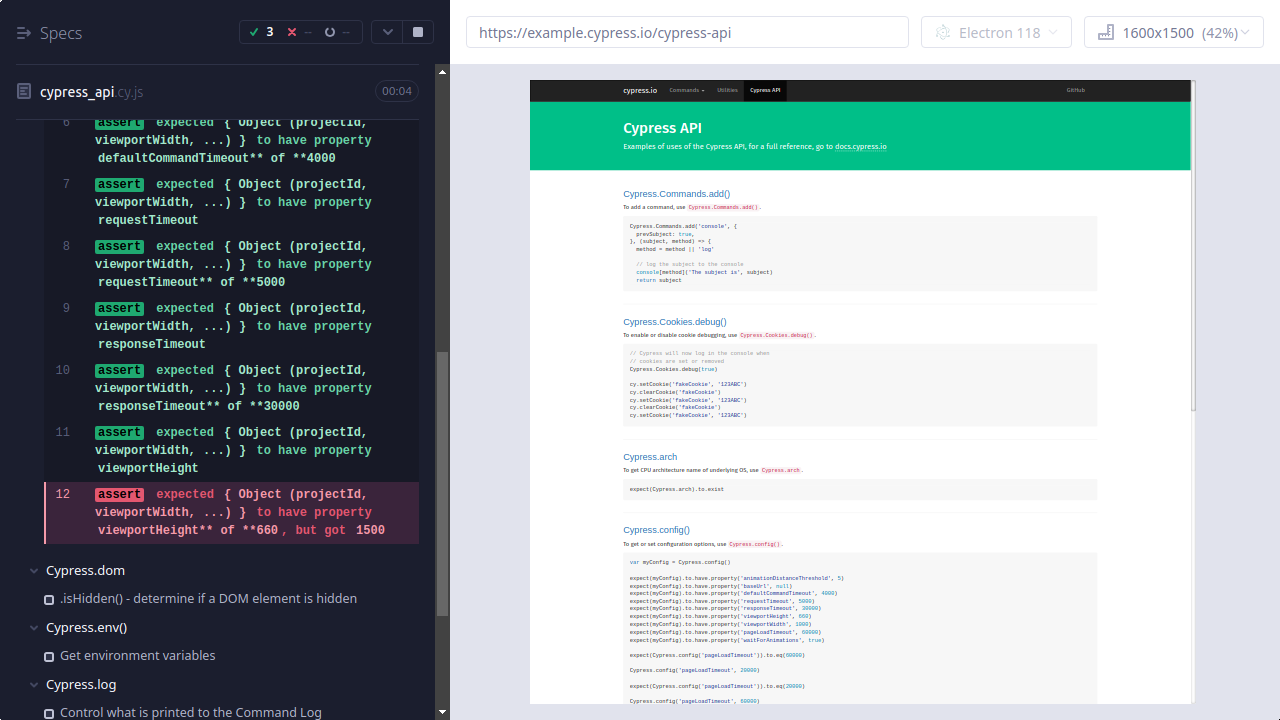 Specs
3
--
--
https://example.cypress.io/cypress-api
Electron 118
1600x1500 (42%)
cypress_api.cy.js
00:04
6 assert expected { Object (projectId,
viewportWidth, ...) } to have property
defaultCommandTimeout** of **4000
7 assert expected { Object (projectId,
viewportWidth, ...) } to have property
requestTimeout
8 assert expected { Object (projectId,
viewportWidth, ...) } to have property
requestTimeout** of **5000
9 assert expected { Object (projectId,
viewportWidth, ...) } to have property
responseTimeout
10 assert expected { Object (projectId,
viewportWidth, ...) } to have property
responseTimeout** of **30000
11 assert expected { Object (projectId,
viewportWidth, ...) } to have property
viewportHeight
12 assert expected { Object (projectId,
viewportWidth, ...) } to have property
viewportHeight** of **660, but got 1500
Cypress.dom
.isHidden() - determine if a DOM element is hidden
Cypress.env()
Get environment variables
Cypress.log
Control what is printed to the Command Log
cypress.io
Commands
Utilities
Cypress API
GitHub
Cypress API
Examples of uses of the Cypress API, for a full reference, go to docs.cypress.io
Cypress.Commands.add()
To add a command, use Cypress.Commands.add().
Cypress.Commands.add('console', {
prevSubject: true,
}, (subject, method) => {
method = method || 'log'
// log the subject to the console
console[method]('The subject is', subject)
return subject
Cypress.Cookies.debug()
To enable or disable cookie debugging, use Cypress.Cookies.debug().
// Cypress will now log in the console when
// cookies are set or removed
Cypress.Cookies.debug(true)
cy.setCookie('fakeCookie', '123ABC')
cy.clearCookie('fakeCookie')
cy.setCookie('fakeCookie', '123ABC')
cy.clearCookie('fakeCookie')
cy.setCookie('fakeCookie', '123ABC')
Cypress.arch
To get CPU architecture name of underlying OS, use Cypress.arch.
expect(Cypress.arch).to.exist
Cypress.config()
To get or set configuration options, use Cypress.config().
var myConfig = Cypress.config()
expect(myConfig).to.have.property('animationDistanceThreshold', 5)
expect(myConfig).to.have.property('baseUrl', null)
expect(myConfig).to.have.property('defaultCommandTimeout', 4000)
expect(myConfig).to.have.property('requestTimeout', 5000)
expect(myConfig).to.have.property('responseTimeout', 30000)
expect(myConfig).to.have.property('viewportHeight', 660)
expect(myConfig).to.have.property('viewportWidth', 1000)
expect(myConfig).to.have.property('pageLoadTimeout', 60000)
expect(myConfig).to.have.property('waitForAnimations', true)
expect(Cypress.config('pageLoadTimeout')).to.eq(60000)
Cypress.config('pageLoadTimeout', 20000)
expect(Cypress.config('pageLoadTimeout')).to.eq(20000)
Cypress.config('pageLoadTimeout', 60000)